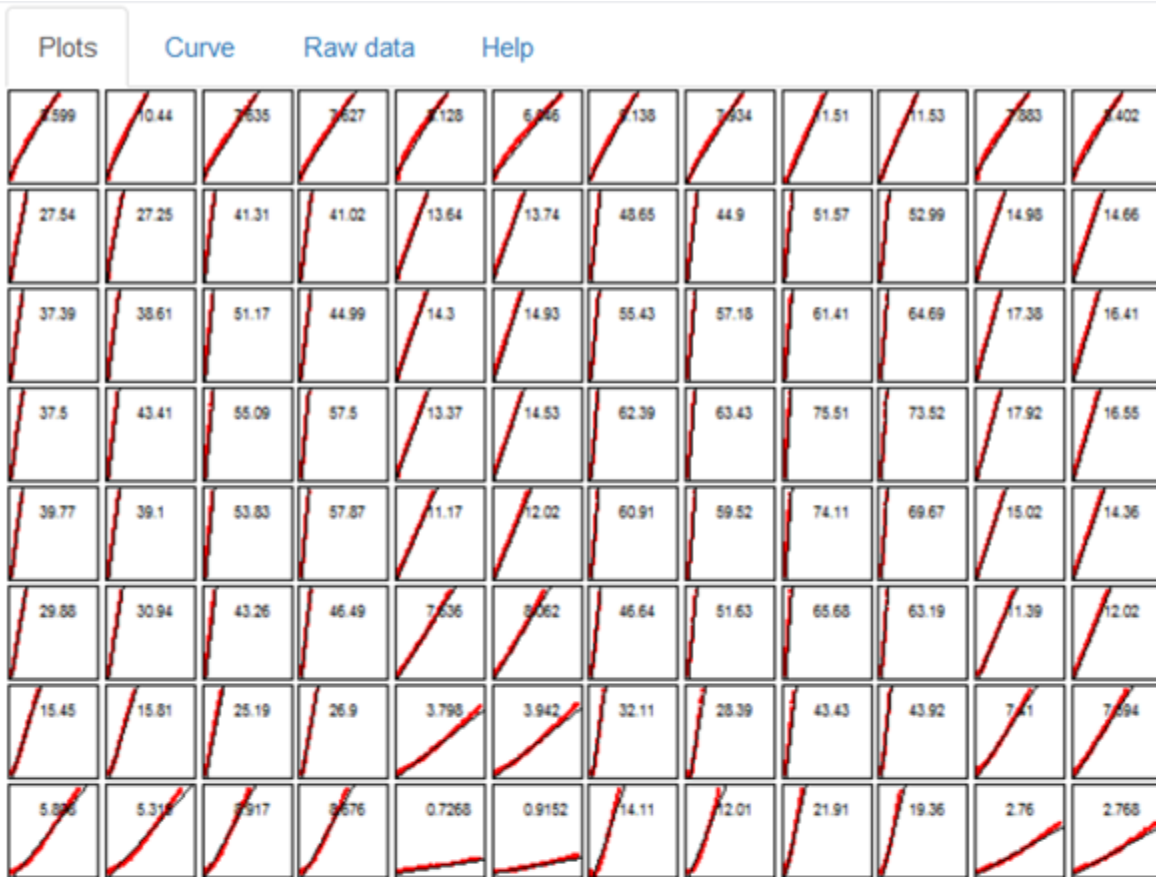 Plots Curve Raw data Help
10.44 11.51 11.53
27.54 27.25 41.31 41.02 13.64 13.74 48.65 44.9 51.57 52.99 14.98 14.66
37.39 38.61 51.17 44.99 14.3 14.93 55.43 57.18 61.41 64.69 17.38 16.41
37.5 43.41 55.09 57.5 13.37 14.53 62.39 63.43 75.51 73.52 17.92 16.55
39.77 39.1 53.83 57.87 11.17 12.02 60.91 59.52 74.11 69.67 15.02 14.36
29.88 30.94 43.26 46.49 46.64 51.63 65.68 63.19 11.39 12.02
15.45 15.81 25.19 26.9 3.798 3.942 32.11 28.39 43.43 43.92
0.7268 0.9152 14.11 12.01 21.91 19.36 2.76 2.768